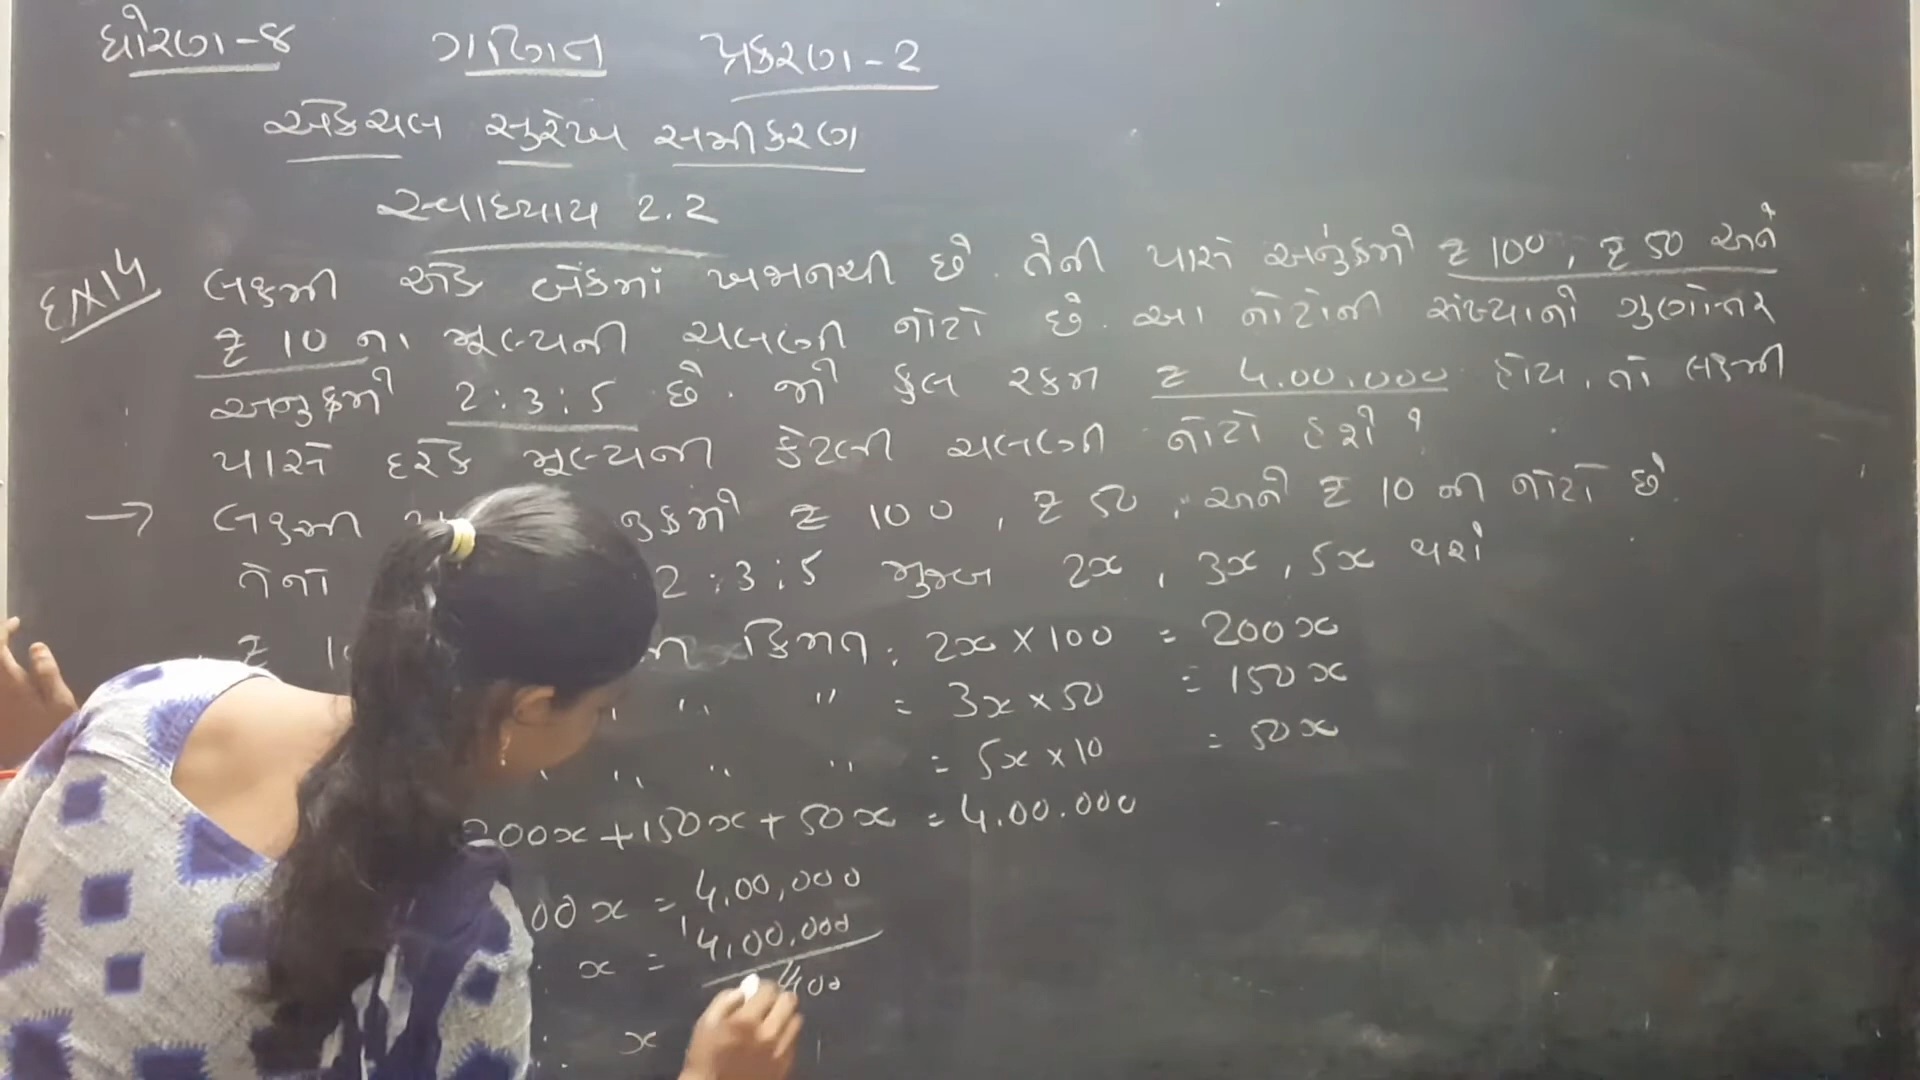 ધોરણ-૪ ગણિત પ્રકરણ-2
એકચલ સુરેખ સમીકરણ
સ્વાધ્યાય 2.2
લક્ષ્મી એક બેંકમાં ખજાનચી છે. તેની પાસે અનુક્રમે ₹ 100, ₹ 50 અને
₹ 10 ના મૂલ્યની ચલણી નોટો છે. આ નોટોની સંખ્યાનો ગુણોત્તર
અનુક્રમે 2:3:5 છે. જો કુલ રકમ ₹ 4,00,000 હોય, તો લક્ષ્મી
પાસે દરેક મૂલ્યની કેટલી ચલણી નોટો હશે?
→ લક્ષ્મી ₹ 100, ₹ 50, અને ₹ 10 ની નોટો છે.
તેનો 2:3:5 મુજબ 2x, 3x, 5x થશે
₹ કિંમત : 2x × 100 = 200x
" " = 3x × 50 = 150x
" " " = 5x × 10 = 50x
200x + 150x + 50x = 4,00,000
00x = 4,00,000
x = 4,00,000
400
∴ x